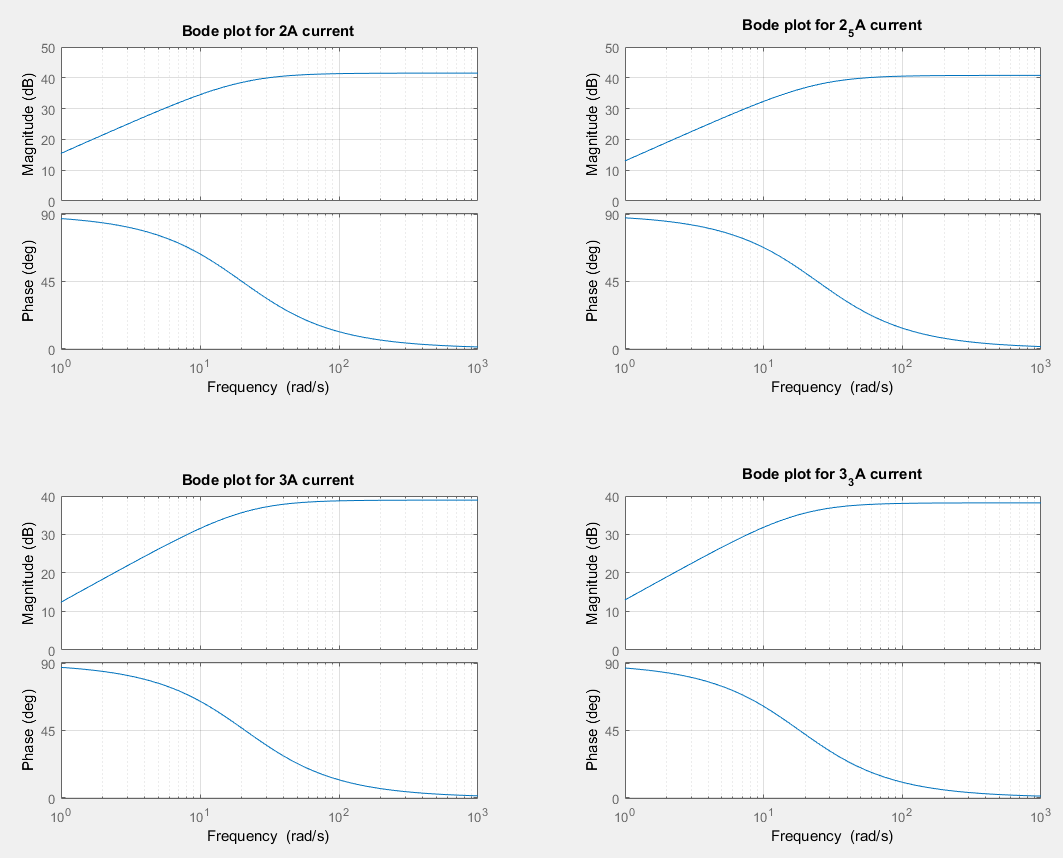 Bode plot for 2A current
50
40
30
20
10
0
Magnitude (dB)
90
45
0
Phase (deg)
10^0 10^1 10^2 10^3
Frequency (rad/s)
Bode plot for 2_5A current
50
40
30
20
10
0
Magnitude (dB)
90
45
0
Phase (deg)
10^0 10^1 10^2 10^3
Frequency (rad/s)
Bode plot for 3A current
40
30
20
10
0
Magnitude (dB)
90
45
0
Phase (deg)
10^0 10^1 10^2 10^3
Frequency (rad/s)
Bode plot for 3_3A current
40
30
20
10
0
Magnitude (dB)
90
45
0
Phase (deg)
10^0 10^1 10^2 10^3
Frequency (rad/s)